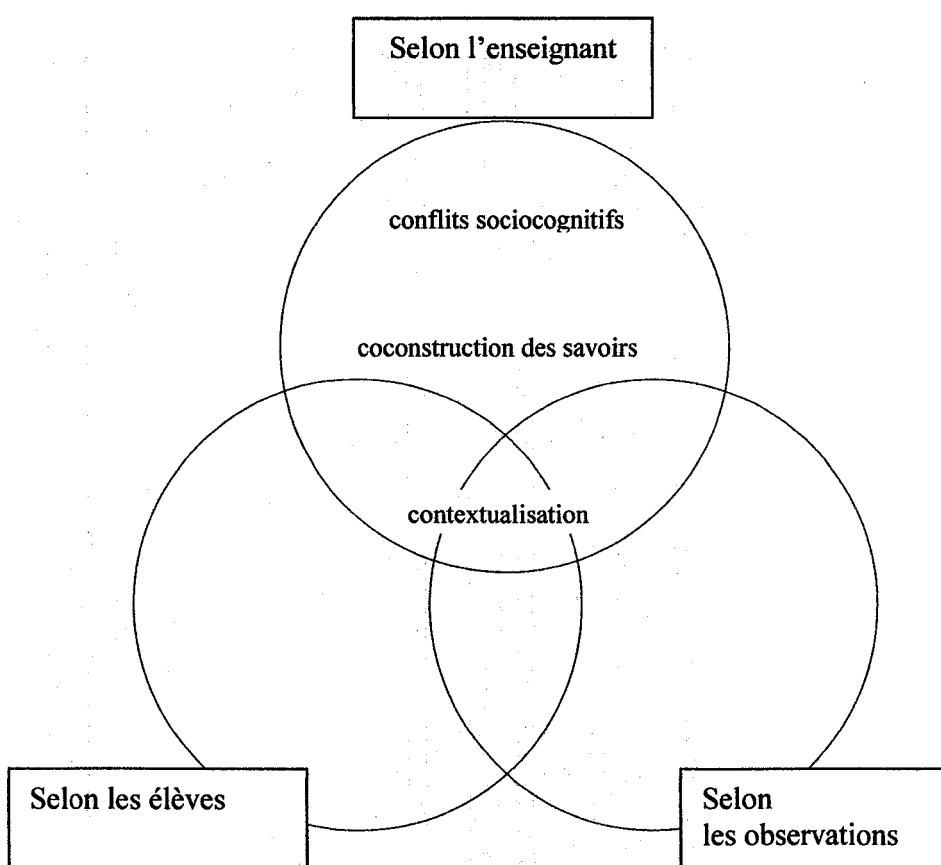 Selon l'enseignant
conflits sociocognitifs
coconstruction des savoirs
contextualisation
Selon les élèves
Selon
les observations